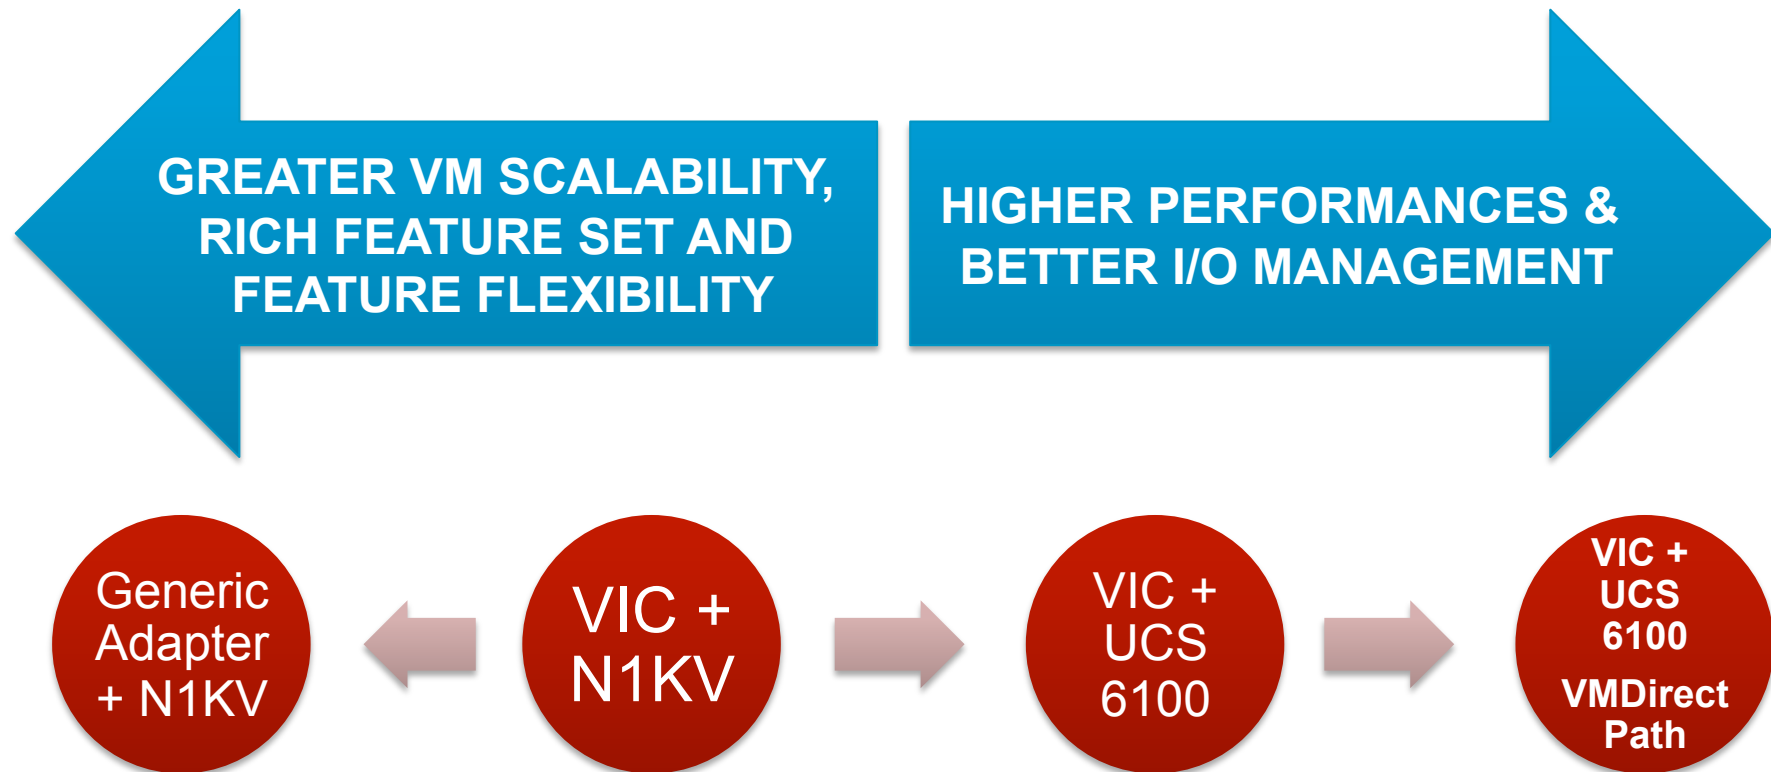 GREATER VM SCALABILITY,
RICH FEATURE SET AND
FEATURE FLEXIBILITY
HIGHER PERFORMANCES &
BETTER I/O MANAGEMENT
Generic
Adapter
+ N1KV
VIC +
N1KV
VIC +
UCS
6100
VIC +
UCS
6100
VMDirect
Path